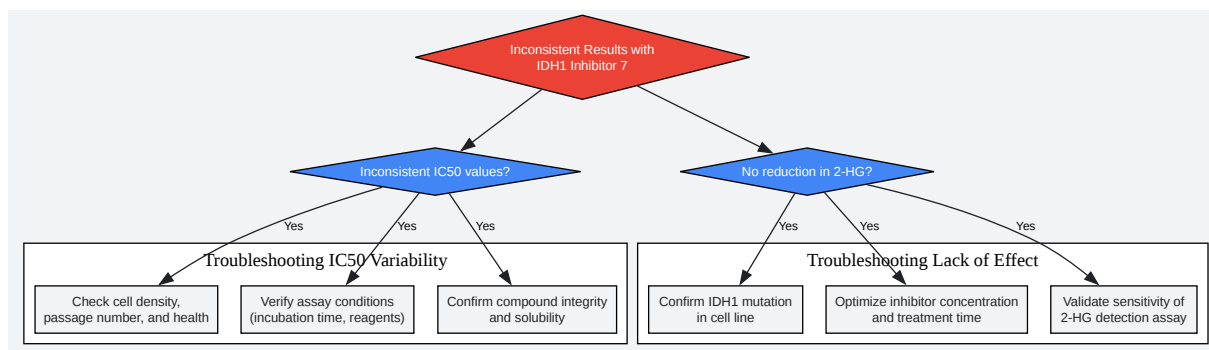 Inconsistent Results with
IDH1 Inhibitor 7
Inconsistent IC50 values?
No reduction in 2-HG?
Yes
Yes
Yes
Yes
Yes
Yes
Troubleshooting IC50 Variability
Troubleshooting Lack of Effect
Check cell density,
passage number, and health
Verify assay conditions
(incubation time, reagents)
Confirm compound integrity
and solubility
Confirm IDH1 mutation
in cell line
Optimize inhibitor concentration
and treatment time
Validate sensitivity of
2-HG detection assay